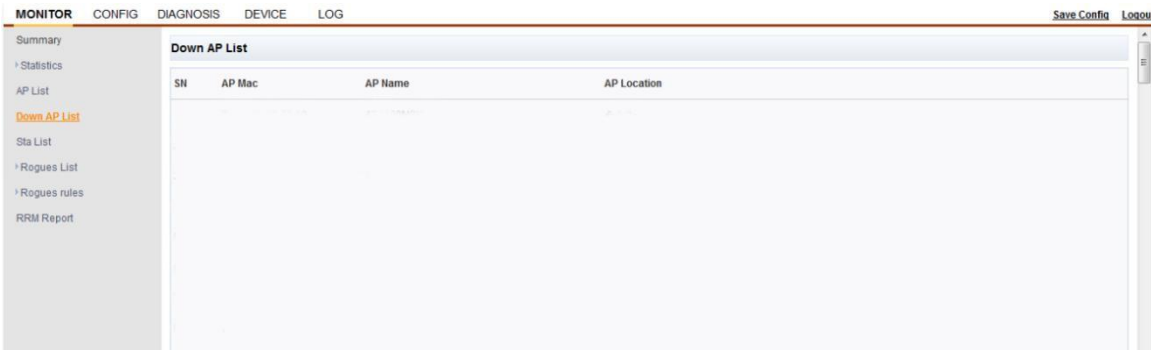 MONITOR CONFIG DIAGNOSIS DEVICE LOG Save Config Logou
Summary
Down AP List
Statistics
SN AP Mac AP Name AP Location
AP List
Down AP List
Sta List
Rogues List
Rogues rules
RRM Report